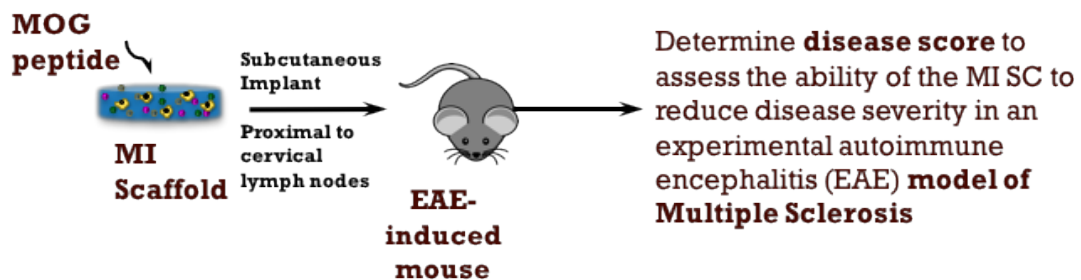 MOG
peptide
MI
Scaffold
Subcutaneous
Implant
Proximal to
cervical
lymph nodes
EAE-
induced
mouse
Determine disease score to
assess the ability of the MI SC to
reduce disease severity in an
experimental autoimmune
encephalitis (EAE) model of
Multiple Sclerosis